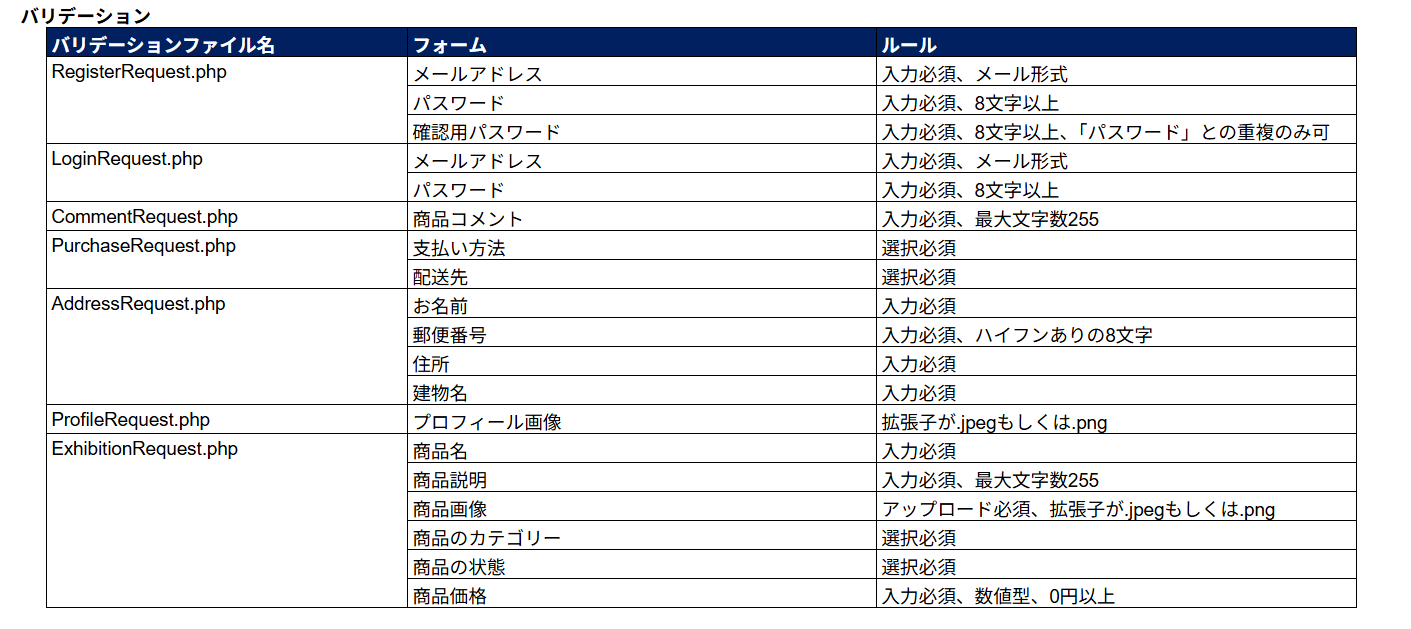 バリデーション
バリデーションファイル名 フォーム ルール
RegisterRequest.php メールアドレス 入力必須、メール形式
パスワード 入力必須、8文字以上
確認用パスワード 入力必須、8文字以上、「パスワード」との重複のみ可
LoginRequest.php メールアドレス 入力必須、メール形式
パスワード 入力必須、8文字以上
CommentRequest.php 商品コメント 入力必須、最大文字数255
PurchaseRequest.php 支払い方法 選択必須
配送先 選択必須
AddressRequest.php お名前 入力必須
郵便番号 入力必須、ハイフンありの8文字
住所 入力必須
建物名 入力必須
ProfileRequest.php プロフィール画像 拡張子が.jpegもしくは.png
ExhibitionRequest.php 商品名 入力必須
商品説明 入力必須、最大文字数255
商品画像 アップロード必須、拡張子が.jpegもしくは.png
商品のカテゴリー 選択必須
商品の状態 選択必須
商品価格 入力必須、数値型、0円以上